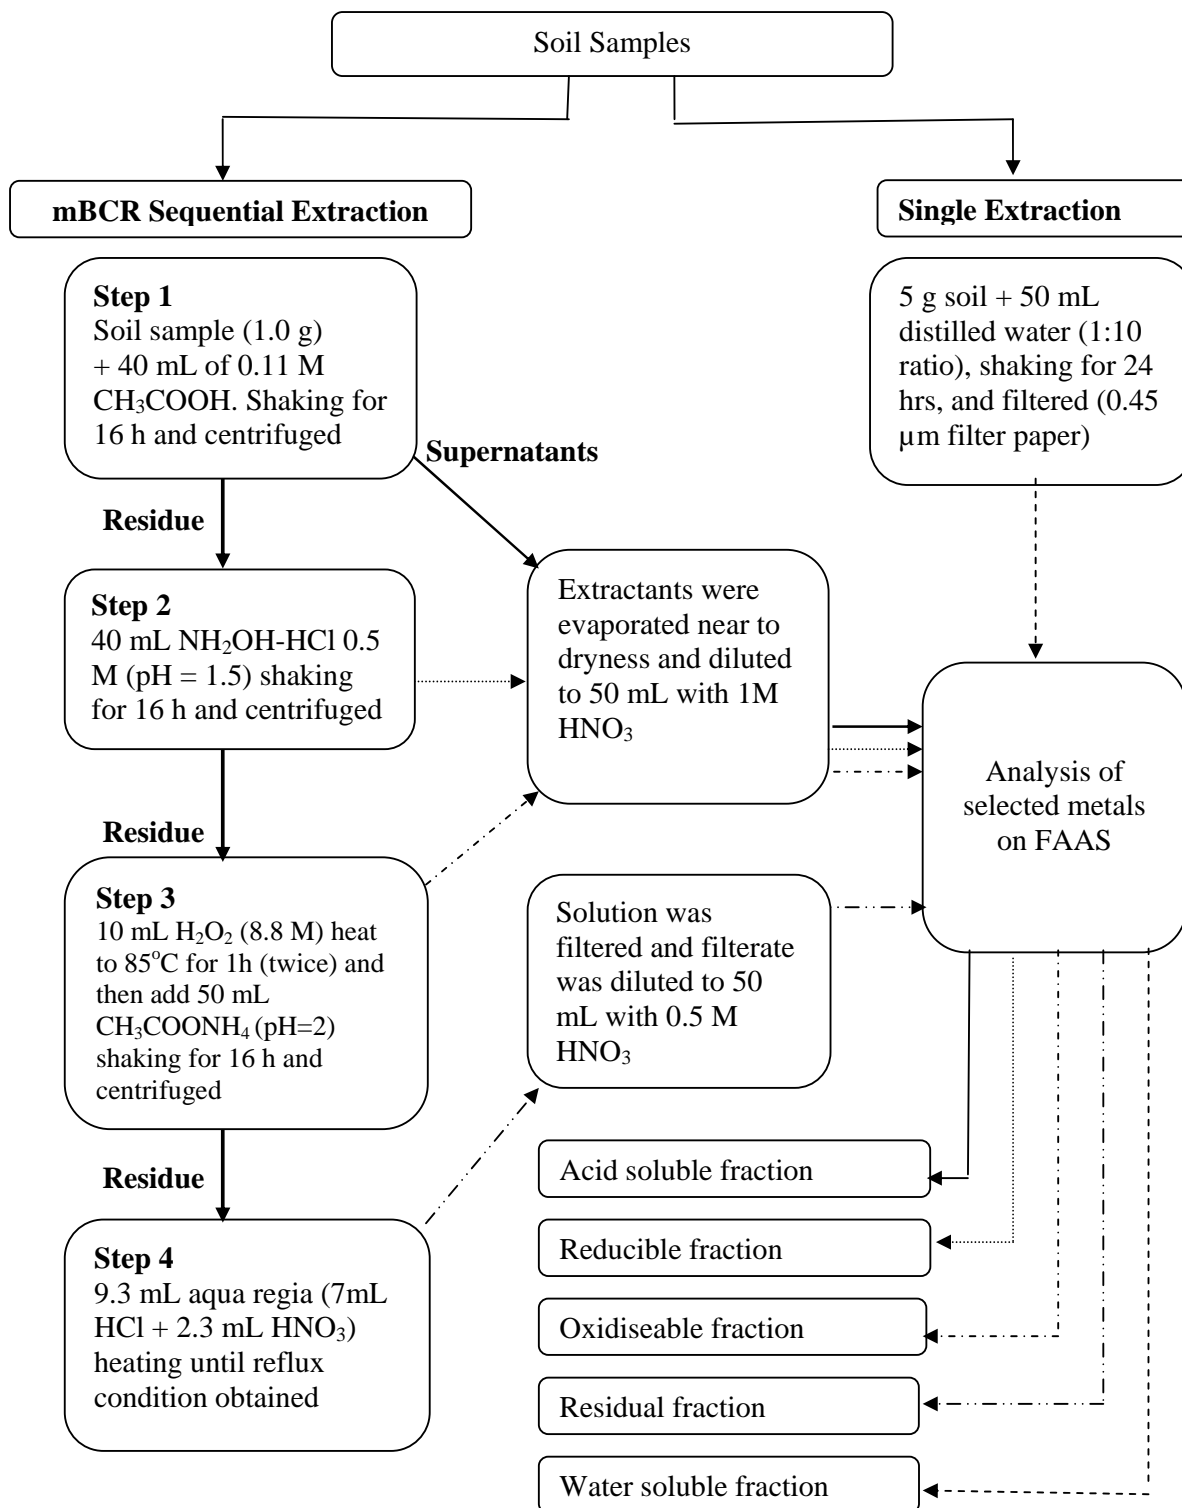 Soil Samples
mBCR Sequential Extraction
Single Extraction
Step 1
Soil sample (1.0 g)
+ 40 mL of 0.11 M
CH₃COOH. Shaking for
16 h and centrifuged
5 g soil + 50 mL
distilled water (1:10
ratio), shaking for 24
hrs, and filtered (0.45
µm filter paper)
Supernatants
Residue
Step 2
40 mL NH₂OH-HCl 0.5
M (pH = 1.5) shaking
for 16 h and centrifuged
Extractants were
evaporated near to
dryness and diluted
to 50 mL with 1M
HNO₃
Analysis of
selected metals
on FAAS
Residue
Step 3
10 mL H₂O₂ (8.8 M) heat
to 85°C for 1h (twice) and
then add 50 mL
CH₃COONH₄ (pH=2)
shaking for 16 h and
centrifuged
Solution was
filtered and filterate
was diluted to 50
mL with 0.5 M
HNO₃
Residue
Step 4
9.3 mL aqua regia (7mL
HCl + 2.3 mL HNO₃)
heating until reflux
condition obtained
Acid soluble fraction
Reducible fraction
Oxidiseable fraction
Residual fraction
Water soluble fraction